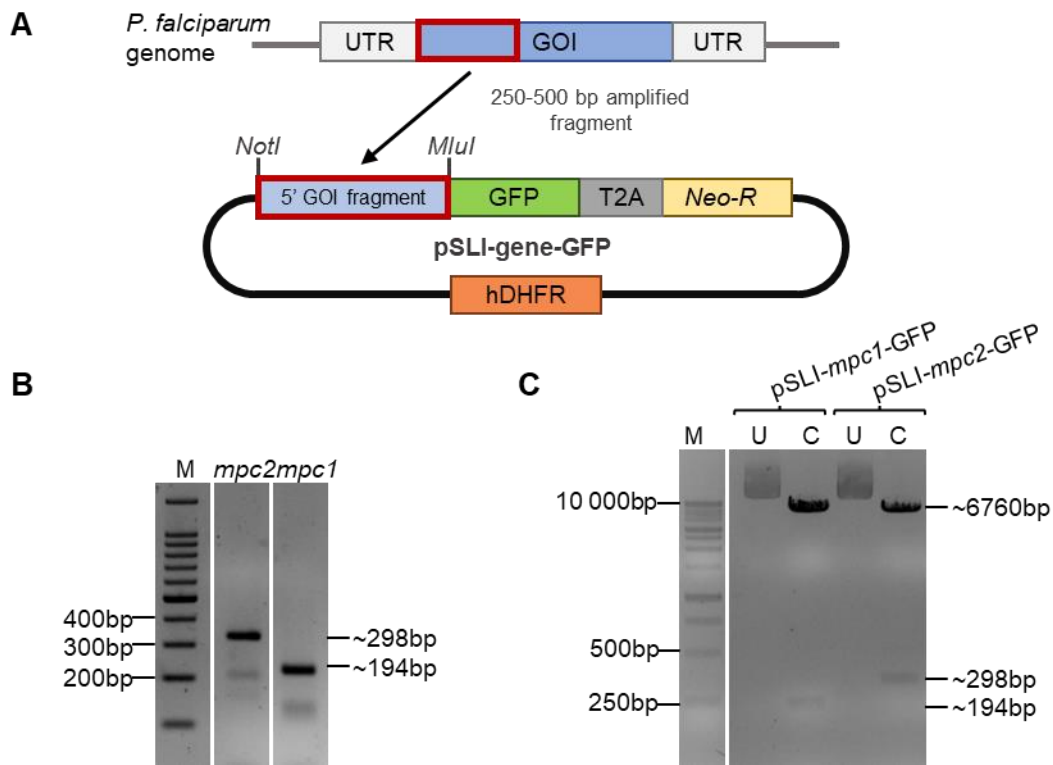 A
P. falciparum
genome
UTR
GOI
UTR
250-500 bp amplified
fragment
NotI
MluI
5’ GOI fragment
GFP
T2A
Neo-R
pSLI-gene-GFP
hDHFR
B
M
mpc2
mpc1
400bp
300bp
200bp
~298bp
~194bp
C
pSLI-mpc1-GFP
pSLI-mpc2-GFP
M
U
C
U
C
10 000bp
500bp
250bp
~6760bp
~298bp
~194bp